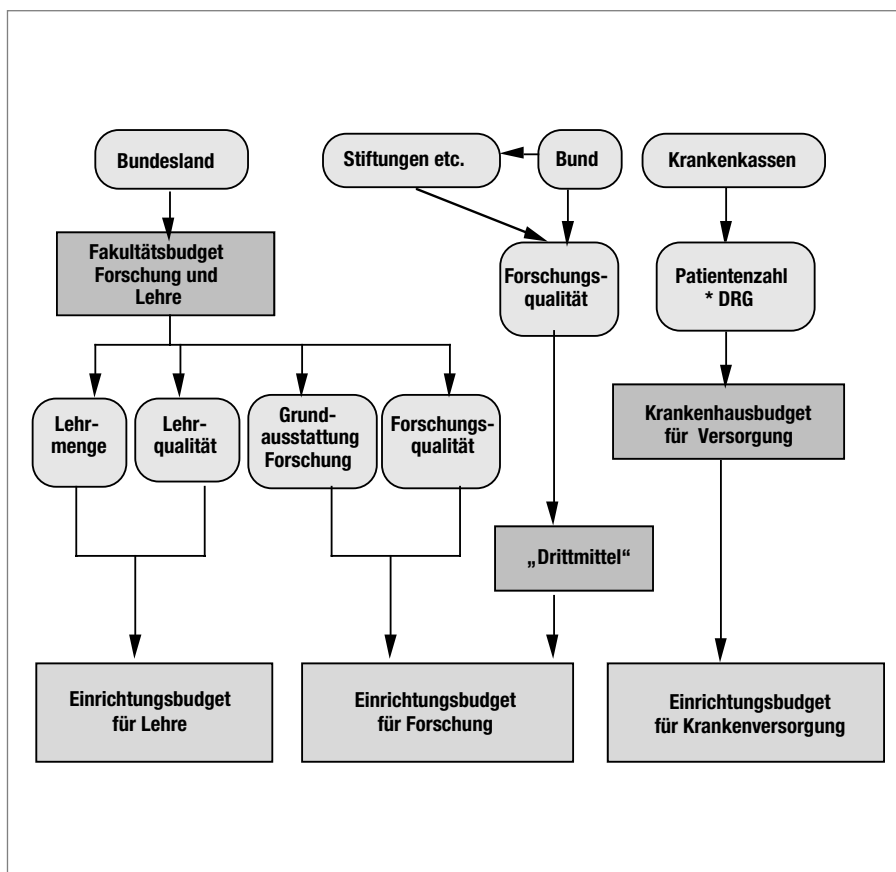 Bundesland
Stiftungen etc.
Bund
Krankenkassen
Fakultätsbudget
Forschung und
Lehre
Forschungs-
qualität
Patientenzahl
* DRG
Lehr-
menge
Lehr-
qualität
Grund-
ausstattung
Forschung
Forschungs-
qualität
Krankenhausbudget
für Versorgung
„Drittmittel“
Einrichtungsbudget
für Lehre
Einrichtungsbudget
für Forschung
Einrichtungsbudget
für Krankenversorgung